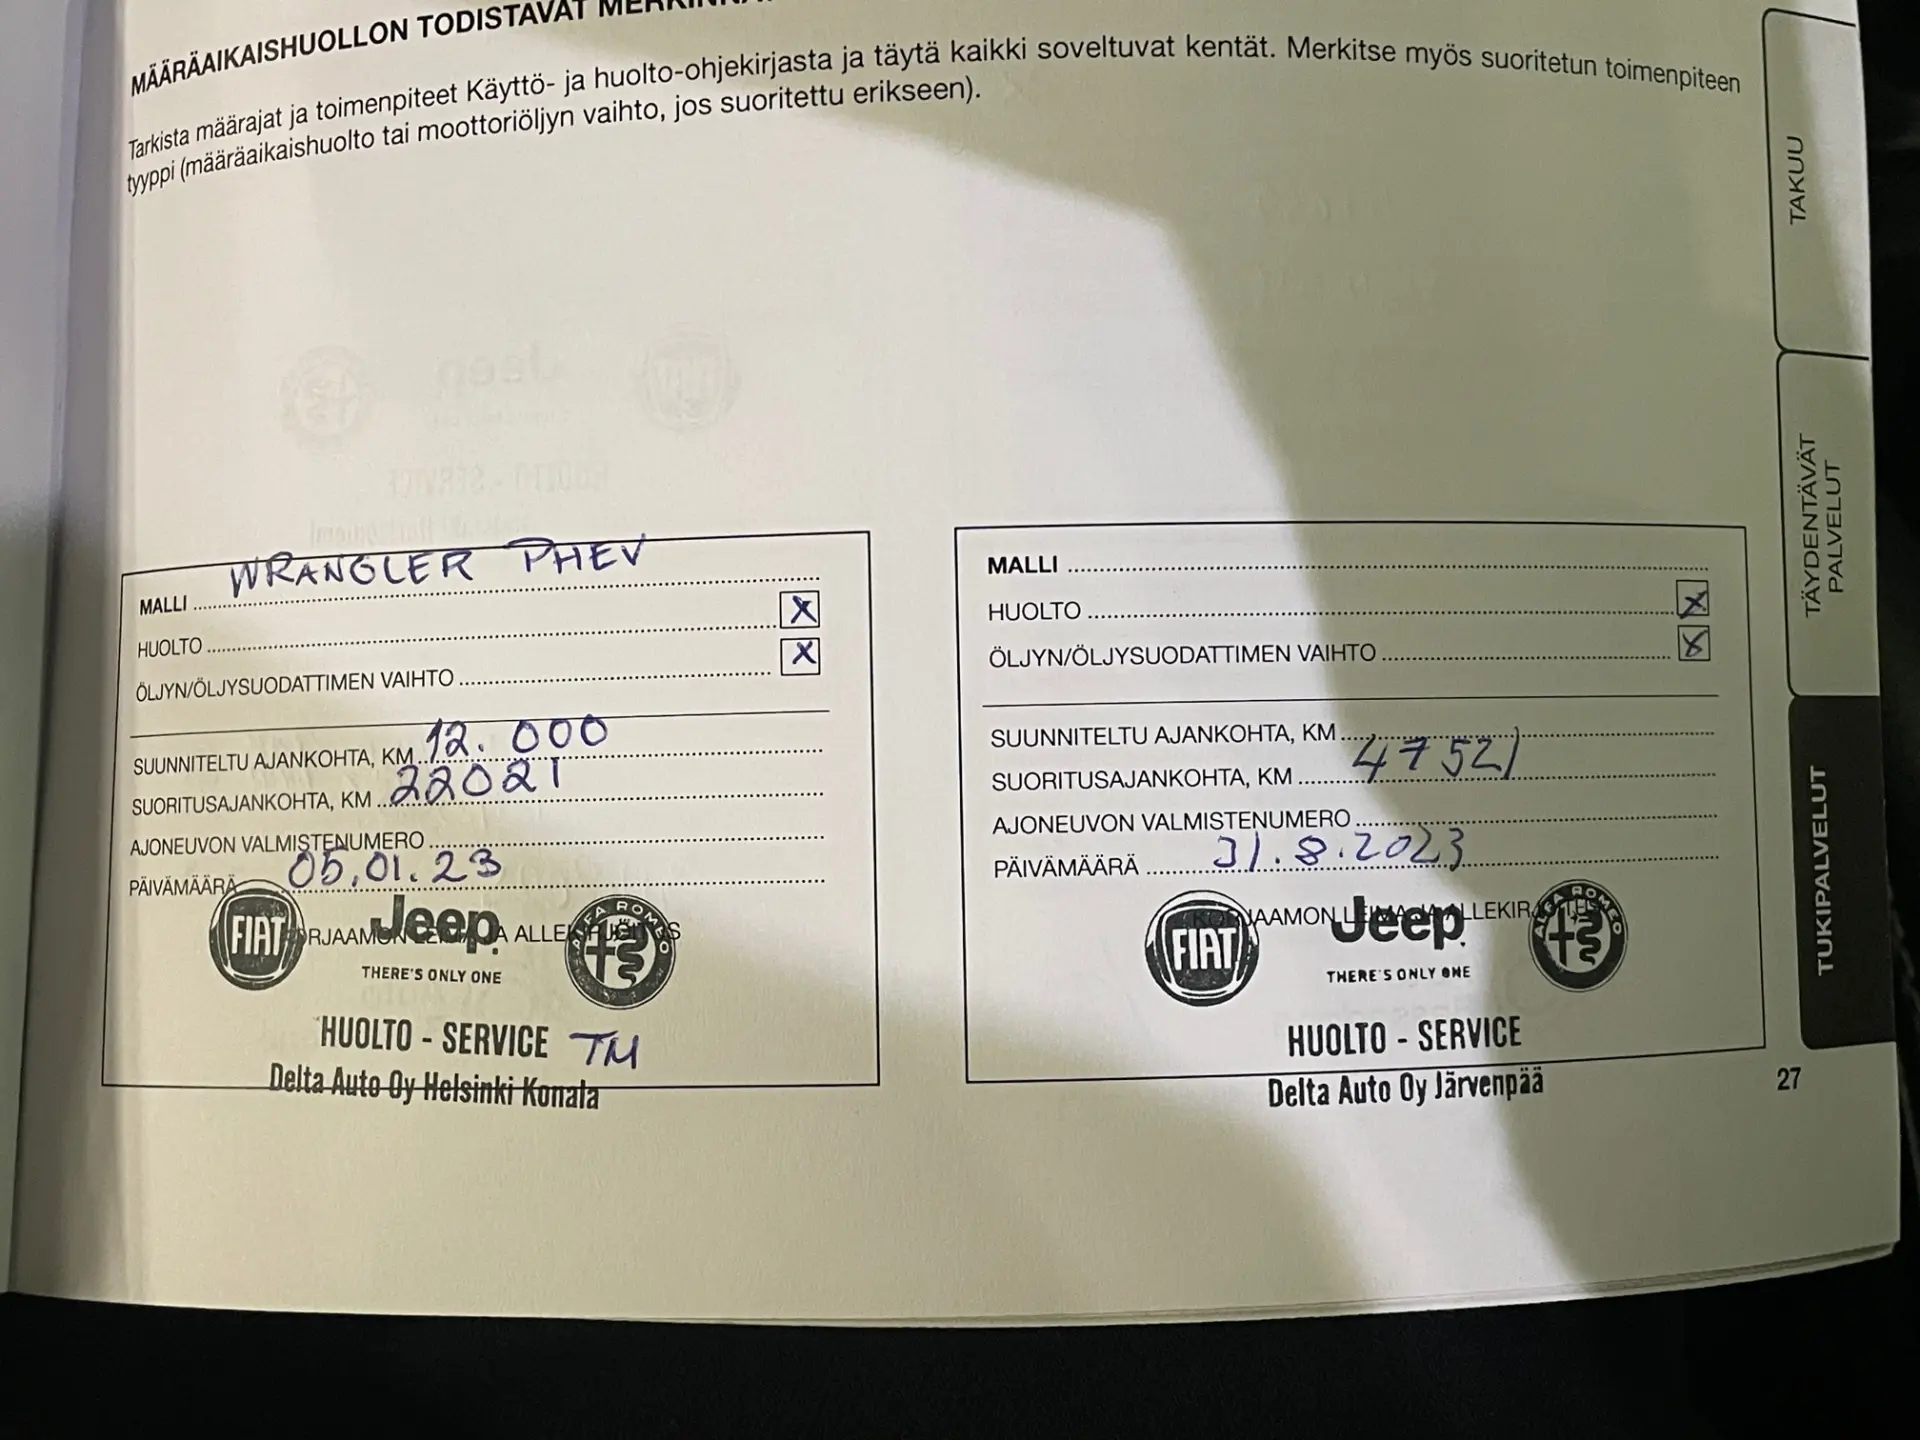 MÄÄRÄAIKAISHUOLLON TODISTAVAT
Tarkista määrajat ja toimenpiteet Käyttö- ja huolto-ohjekirjasta ja täytä kaikki soveltuvat kentät. Merkitse myös suoritetun toimenpiteen
tyyppi (määräaikaishuolto tai moottoriöljyn vaihto, jos suoritettu erikseen).
MALLI WRANGLER PHEV
HUOLTO X
ÖLJYN/ÖLJYSUODATTIMEN VAIHTO X
SUUNNITELTU AJANKOHTA, KM 12.000
SUORITUSAJANKOHTA, KM 22021
AJONEUVON VALMISTENUMERO
PÄIVÄMÄÄRÄ 05.01.23
FIAT Jeep ALFA ROMEO
THERE'S ONLY ONE
HUOLTO - SERVICE TM
Delta Auto Oy Helsinki Konala
MALLI
HUOLTO X
ÖLJYN/ÖLJYSUODATTIMEN VAIHTO X
SUUNNITELTU AJANKOHTA, KM
SUORITUSAJANKOHTA, KM 47521
AJONEUVON VALMISTENUMERO
PÄIVÄMÄÄRÄ 31.8.2023
FIAT Jeep ALFA ROMEO
THERE'S ONLY ONE
HUOLTO - SERVICE
Delta Auto Oy Järvenpää
TAKUU
TÄYDENTÄVÄT
PALVELUT
TUKIPALVELUT
27